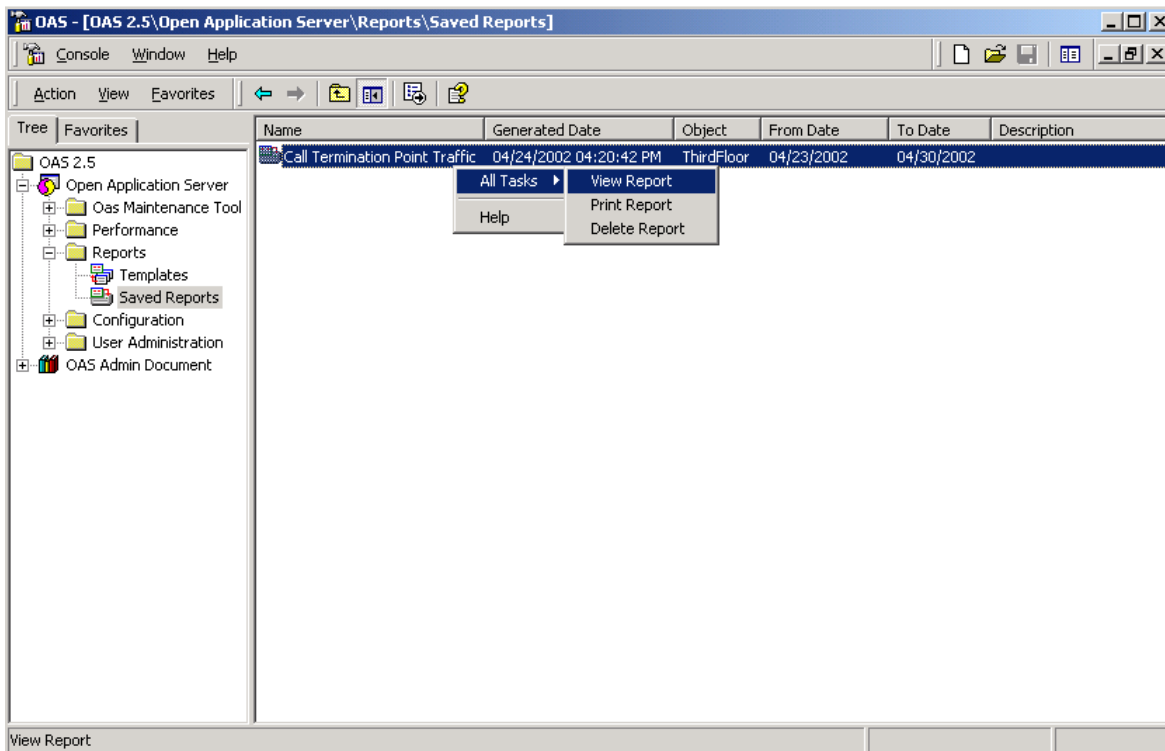 OAS - [OAS 2.5\Open Application Server\Reports\Saved Reports]
Console Window Help
Action View Favorites
Tree Favorites
Name Generated Date Object From Date To Date Description
OAS 2.5
Open Application Server
Oas Maintenance Tool
Performance
Reports
Templates
Saved Reports
Configuration
User Administration
OAS Admin Document
Call Termination Point Traffic 04/24/2002 04:20:42 PM ThirdFloor 04/23/2002 04/30/2002
All Tasks
Help
View Report
Print Report
Delete Report
View Report